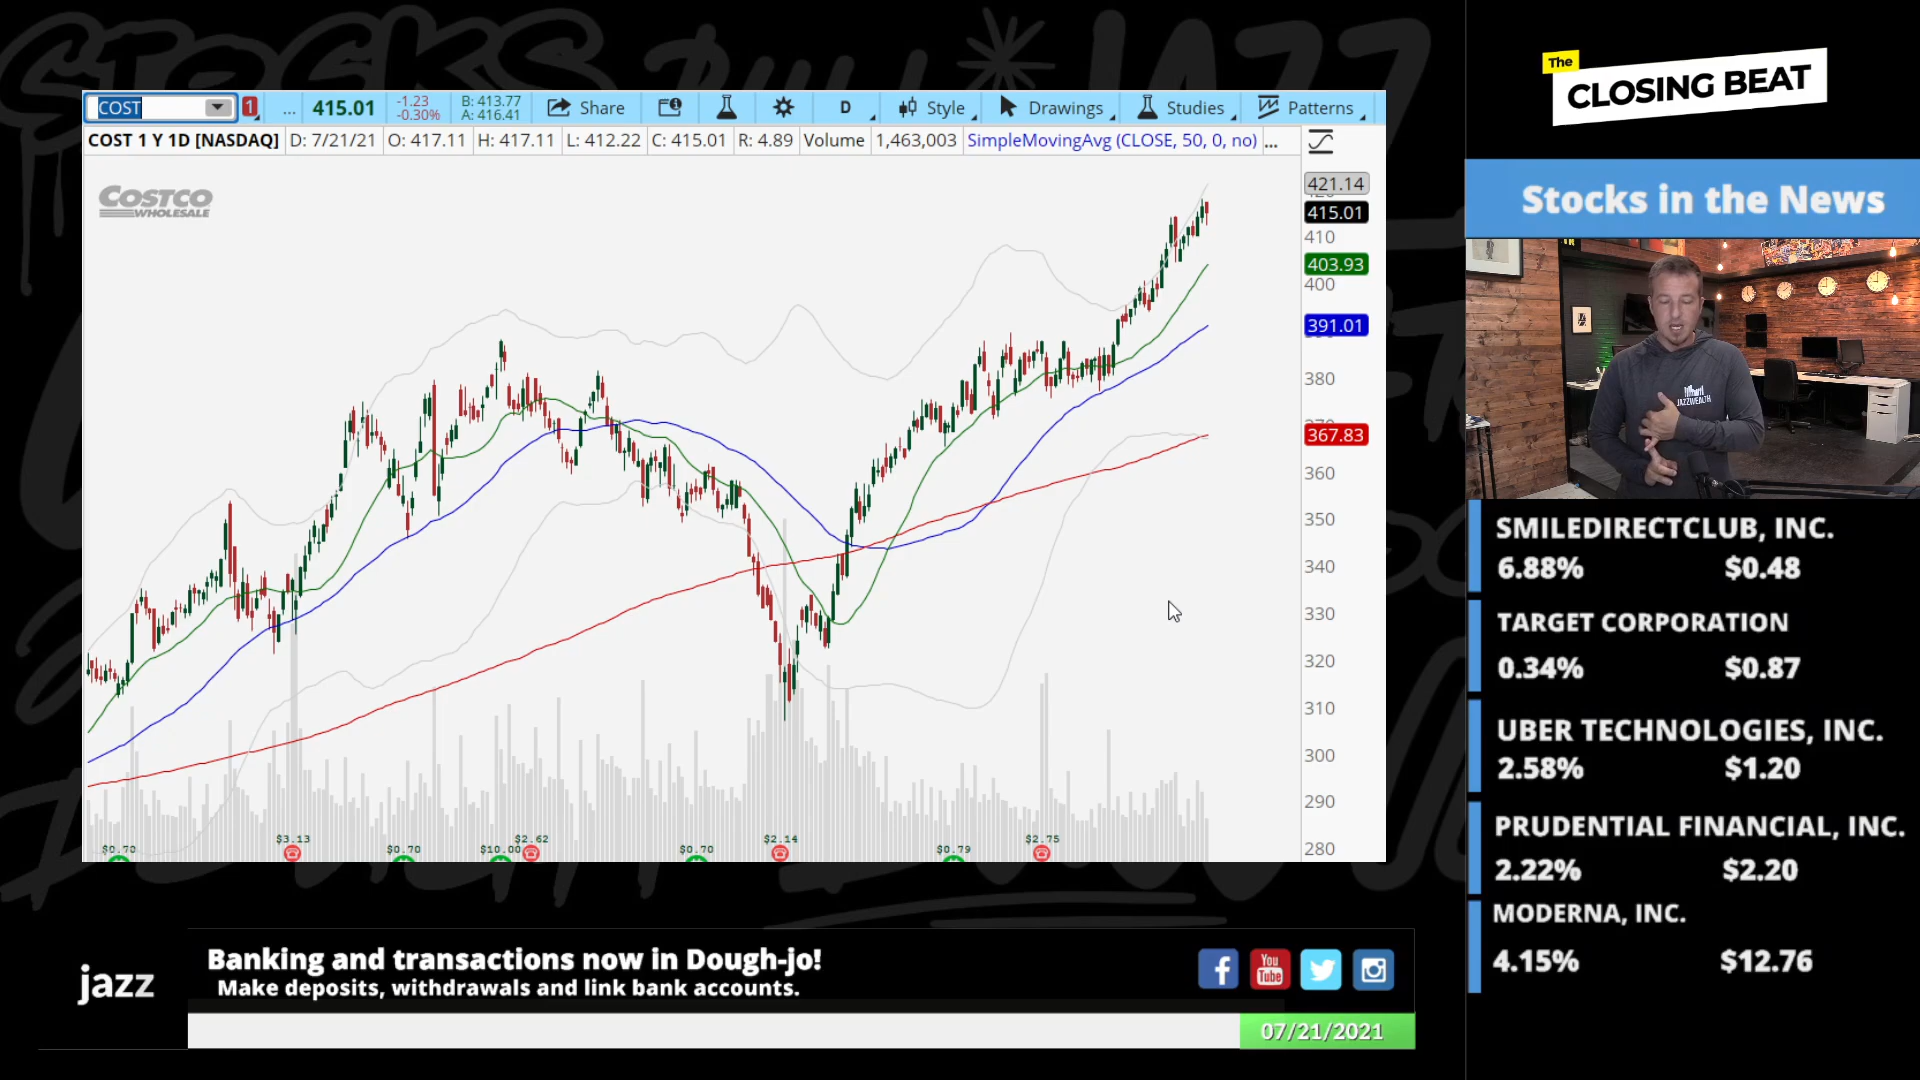 COST
1
...
415.01
-1.23
-0.30%
B: 413.77
A: 416.41
Share
D
Style
Drawings
Studies
Patterns
COST 1 Y 1D [NASDAQ]
D: 7/21/21
O: 417.11
H: 417.11
L: 412.22
C: 415.01
R: 4.89
Volume
1,463,003
SimpleMovingAvg (CLOSE, 50, 0, no)
...
COSTCO
WHOLESALE
421.14
415.01
410
403.93
400
391.01
380
367.83
360
350
340
330
320
310
300
290
280
$0.70
$3.13
$0.70
$10.00
$2.62
$0.70
$2.14
$0.79
$2.75
The
CLOSING BEAT
Stocks in the News
JAZZWEALTH
SMILEDIRECTCLUB, INC.
6.88% $0.48
TARGET CORPORATION
0.34% $0.87
UBER TECHNOLOGIES, INC.
2.58% $1.20
PRUDENTIAL FINANCIAL, INC.
2.22% $2.20
MODERNA, INC.
4.15% $12.76
jazz
Banking and transactions now in Dough-jo!
Make deposits, withdrawals and link bank accounts.
You
Tube
07/21/2021